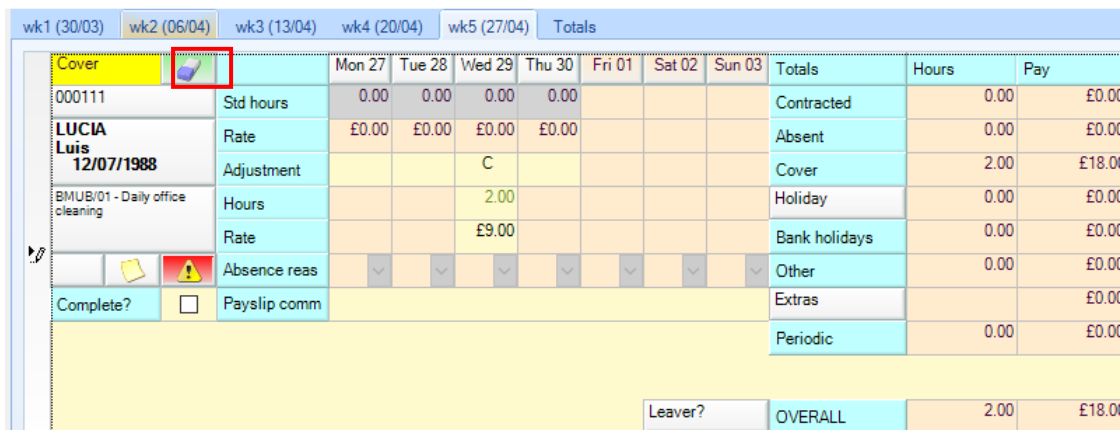 wk1 (30/03) wk2 (06/04) wk3 (13/04) wk4 (20/04) wk5 (27/04) Totals
Cover Mon 27 Tue 28 Wed 29 Thu 30 Fri 01 Sat 02 Sun 03 Totals Hours Pay
000111 Std hours 0.00 0.00 0.00 0.00 Contracted 0.00 £0.00
LUCIA Rate £0.00 £0.00 £0.00 £0.00 Absent 0.00 £0.00
Luis
12/07/1988 Adjustment C Cover 2.00 £18.00
BMUB/01 - Daily office Hours 2.00 Holiday 0.00 £0.00
cleaning
Rate £9.00 Bank holidays 0.00 £0.00
Absence reas Other 0.00 £0.00
Complete? Payslip comm Extras £0.00
Periodic 0.00 £0.00
Leaver? OVERALL 2.00 £18.00